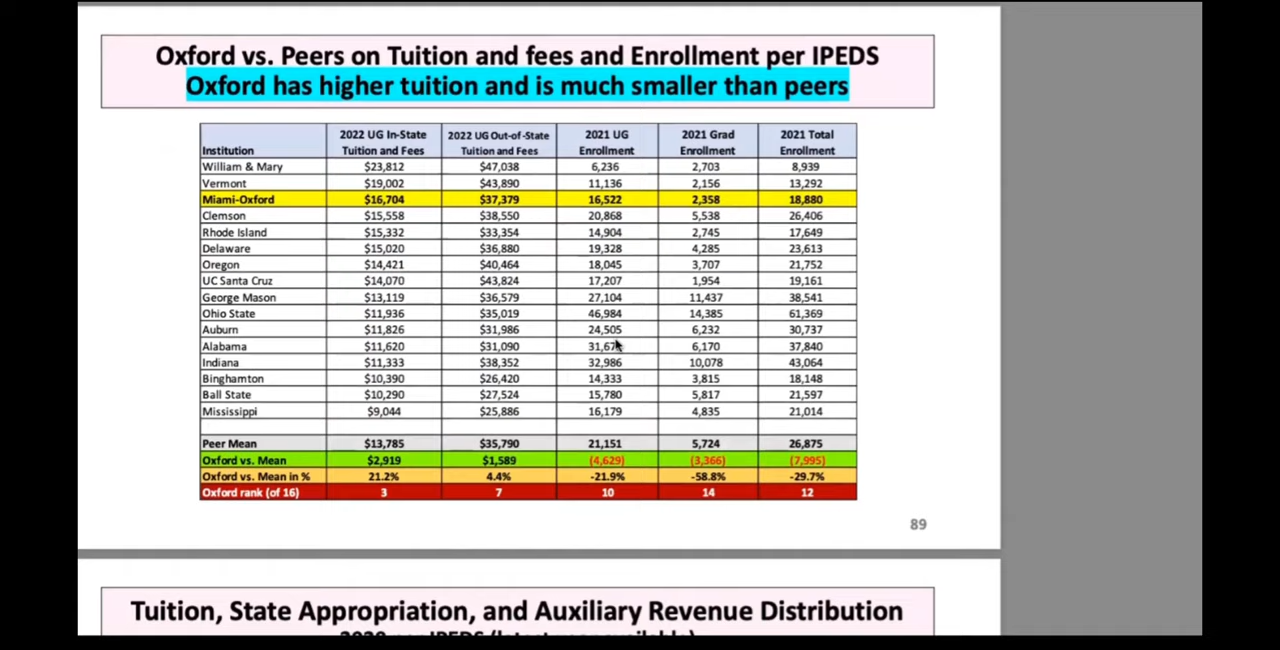 Oxford vs. Peers on Tuition and fees and Enrollment per IPEDS
Oxford has higher tuition and is much smaller than peers
Institution 2022 UG In-State Tuition and Fees 2022 UG Out-of-State Tuition and Fees 2021 UG Enrollment 2021 Grad Enrollment 2021 Total Enrollment
William & Mary $23,812 $47,038 6,236 2,703 8,939
Vermont $19,002 $43,890 11,136 2,156 13,292
Miami-Oxford $16,704 $37,379 16,522 2,358 18,880
Clemson $15,558 $38,550 20,868 5,538 26,406
Rhode Island $15,332 $33,354 14,904 2,745 17,649
Delaware $15,020 $36,880 19,328 4,285 23,613
Oregon $14,421 $40,464 18,045 3,707 21,752
UC Santa Cruz $14,070 $43,824 17,207 1,954 19,161
George Mason $13,119 $36,579 27,104 11,437 38,541
Ohio State $11,936 $35,019 46,984 14,385 61,369
Auburn $11,826 $31,986 24,505 6,232 30,737
Alabama $11,620 $31,090 6,170 37,840
Indiana $11,333 $38,352 32,986 10,078 43,064
Binghamton $10,390 $26,420 14,333 3,815 18,148
Ball State $10,290 $27,524 15,780 5,817 21,597
Mississippi $9,044 $25,886 16,179 4,835 21,014
Peer Mean $13,785 $35,790 21,151 5,724 26,875
Oxford vs. Mean $2,919 $1,589 (4,629) (3,366) (7,995)
Oxford vs. Mean in % 21.2% 4.4% -21.9% -58.8% -29.7%
Oxford rank (of 16) 3 7 10 14 12
89
Tuition, State Appropriation, and Auxiliary Revenue Distribution